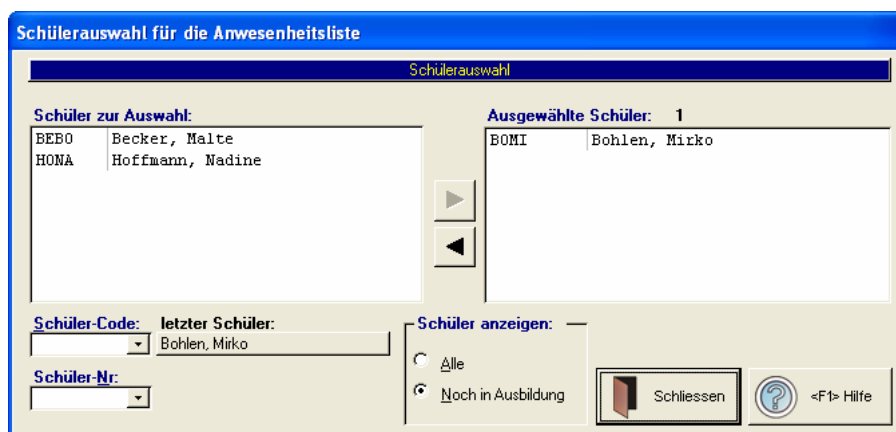 Schülerauswahl für die Anwesenheitsliste
Schülerauswahl
Schüler zur Auswahl:
BEBO Becker, Malte
HONA Hoffmann, Nadine
Ausgewählte Schüler: 1
BOMI Bohlen, Mirko
Schüler-Code: letzter Schüler:
Bohlen, Mirko
Schüler-Nr:
Schüler anzeigen:
Alle
Noch in Ausbildung
Schliessen
<F1> Hilfe